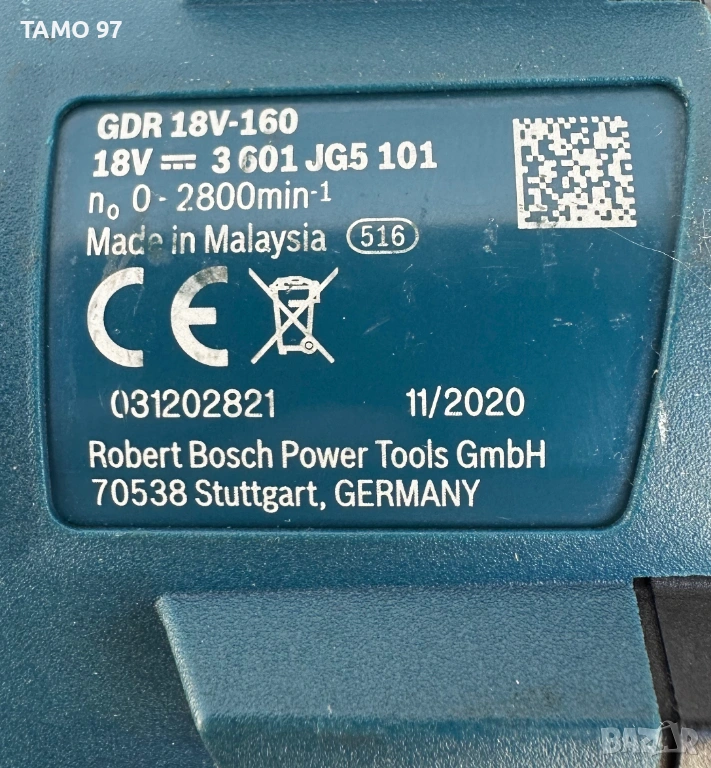 TAMO 97
GDR 18V-160
18V ⎓ 3 601 JG5 101
n₀ 0 - 2800min⁻¹
Made in Malaysia 516
CE
031202821 11/2020
Robert Bosch Power Tools GmbH
70538 Stuttgart, GERMANY
BAZAR